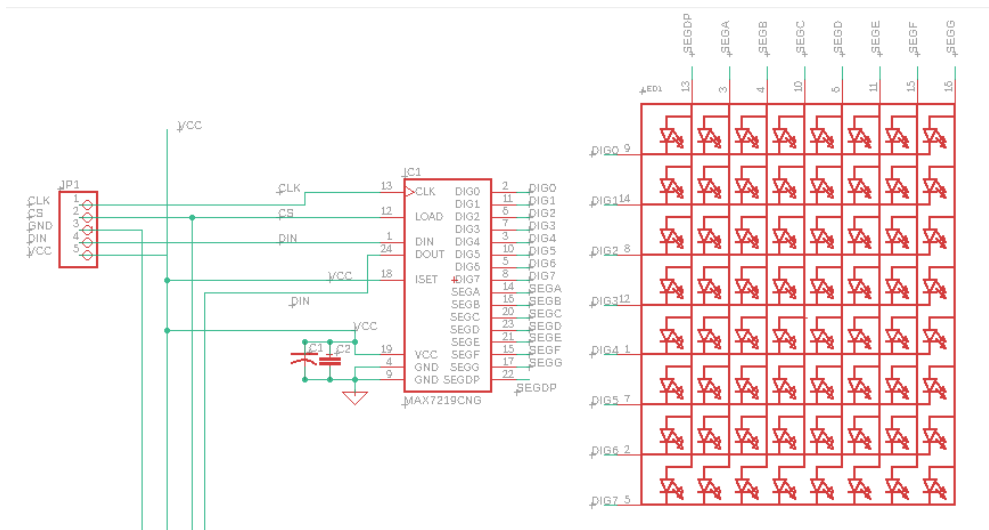 VCC
JP1
CLK 1
CS 2
GND 3
DIN 4
VCC 5
CLK
CS
DIN
VCC
DIN
VCC
C1 C2
IC1
13 CLK DIG0 2 DIG0
DIG1 11 DIG1
12 LOAD DIG2 6 DIG2
DIG3 7 DIG3
1 DIN DIG4 3 DIG4
24 DOUT DIG5 10 DIG5
DIG6 5 DIG6
18 ISET DIG7 8 DIG7
SEGA 14 SEGA
SEGB 16 SEGB
SEGC 20 SEGC
SEGD 23 SEGD
SEGE 21 SEGE
19 VCC SEGF 15 SEGF
4 GND SEGG 17 SEGG
9 GND SEGDP 22 SEGDP
MAX7219CNG
SEGDP SEGA SEGB SEGC SEGD SEGE SEGF SEGG
13 3 4 10 6 11 15 16
LED1
DIG0 9
DIG1 14
DIG2 8
DIG3 12
DIG4 1
DIG5 7
DIG6 2
DIG7 5